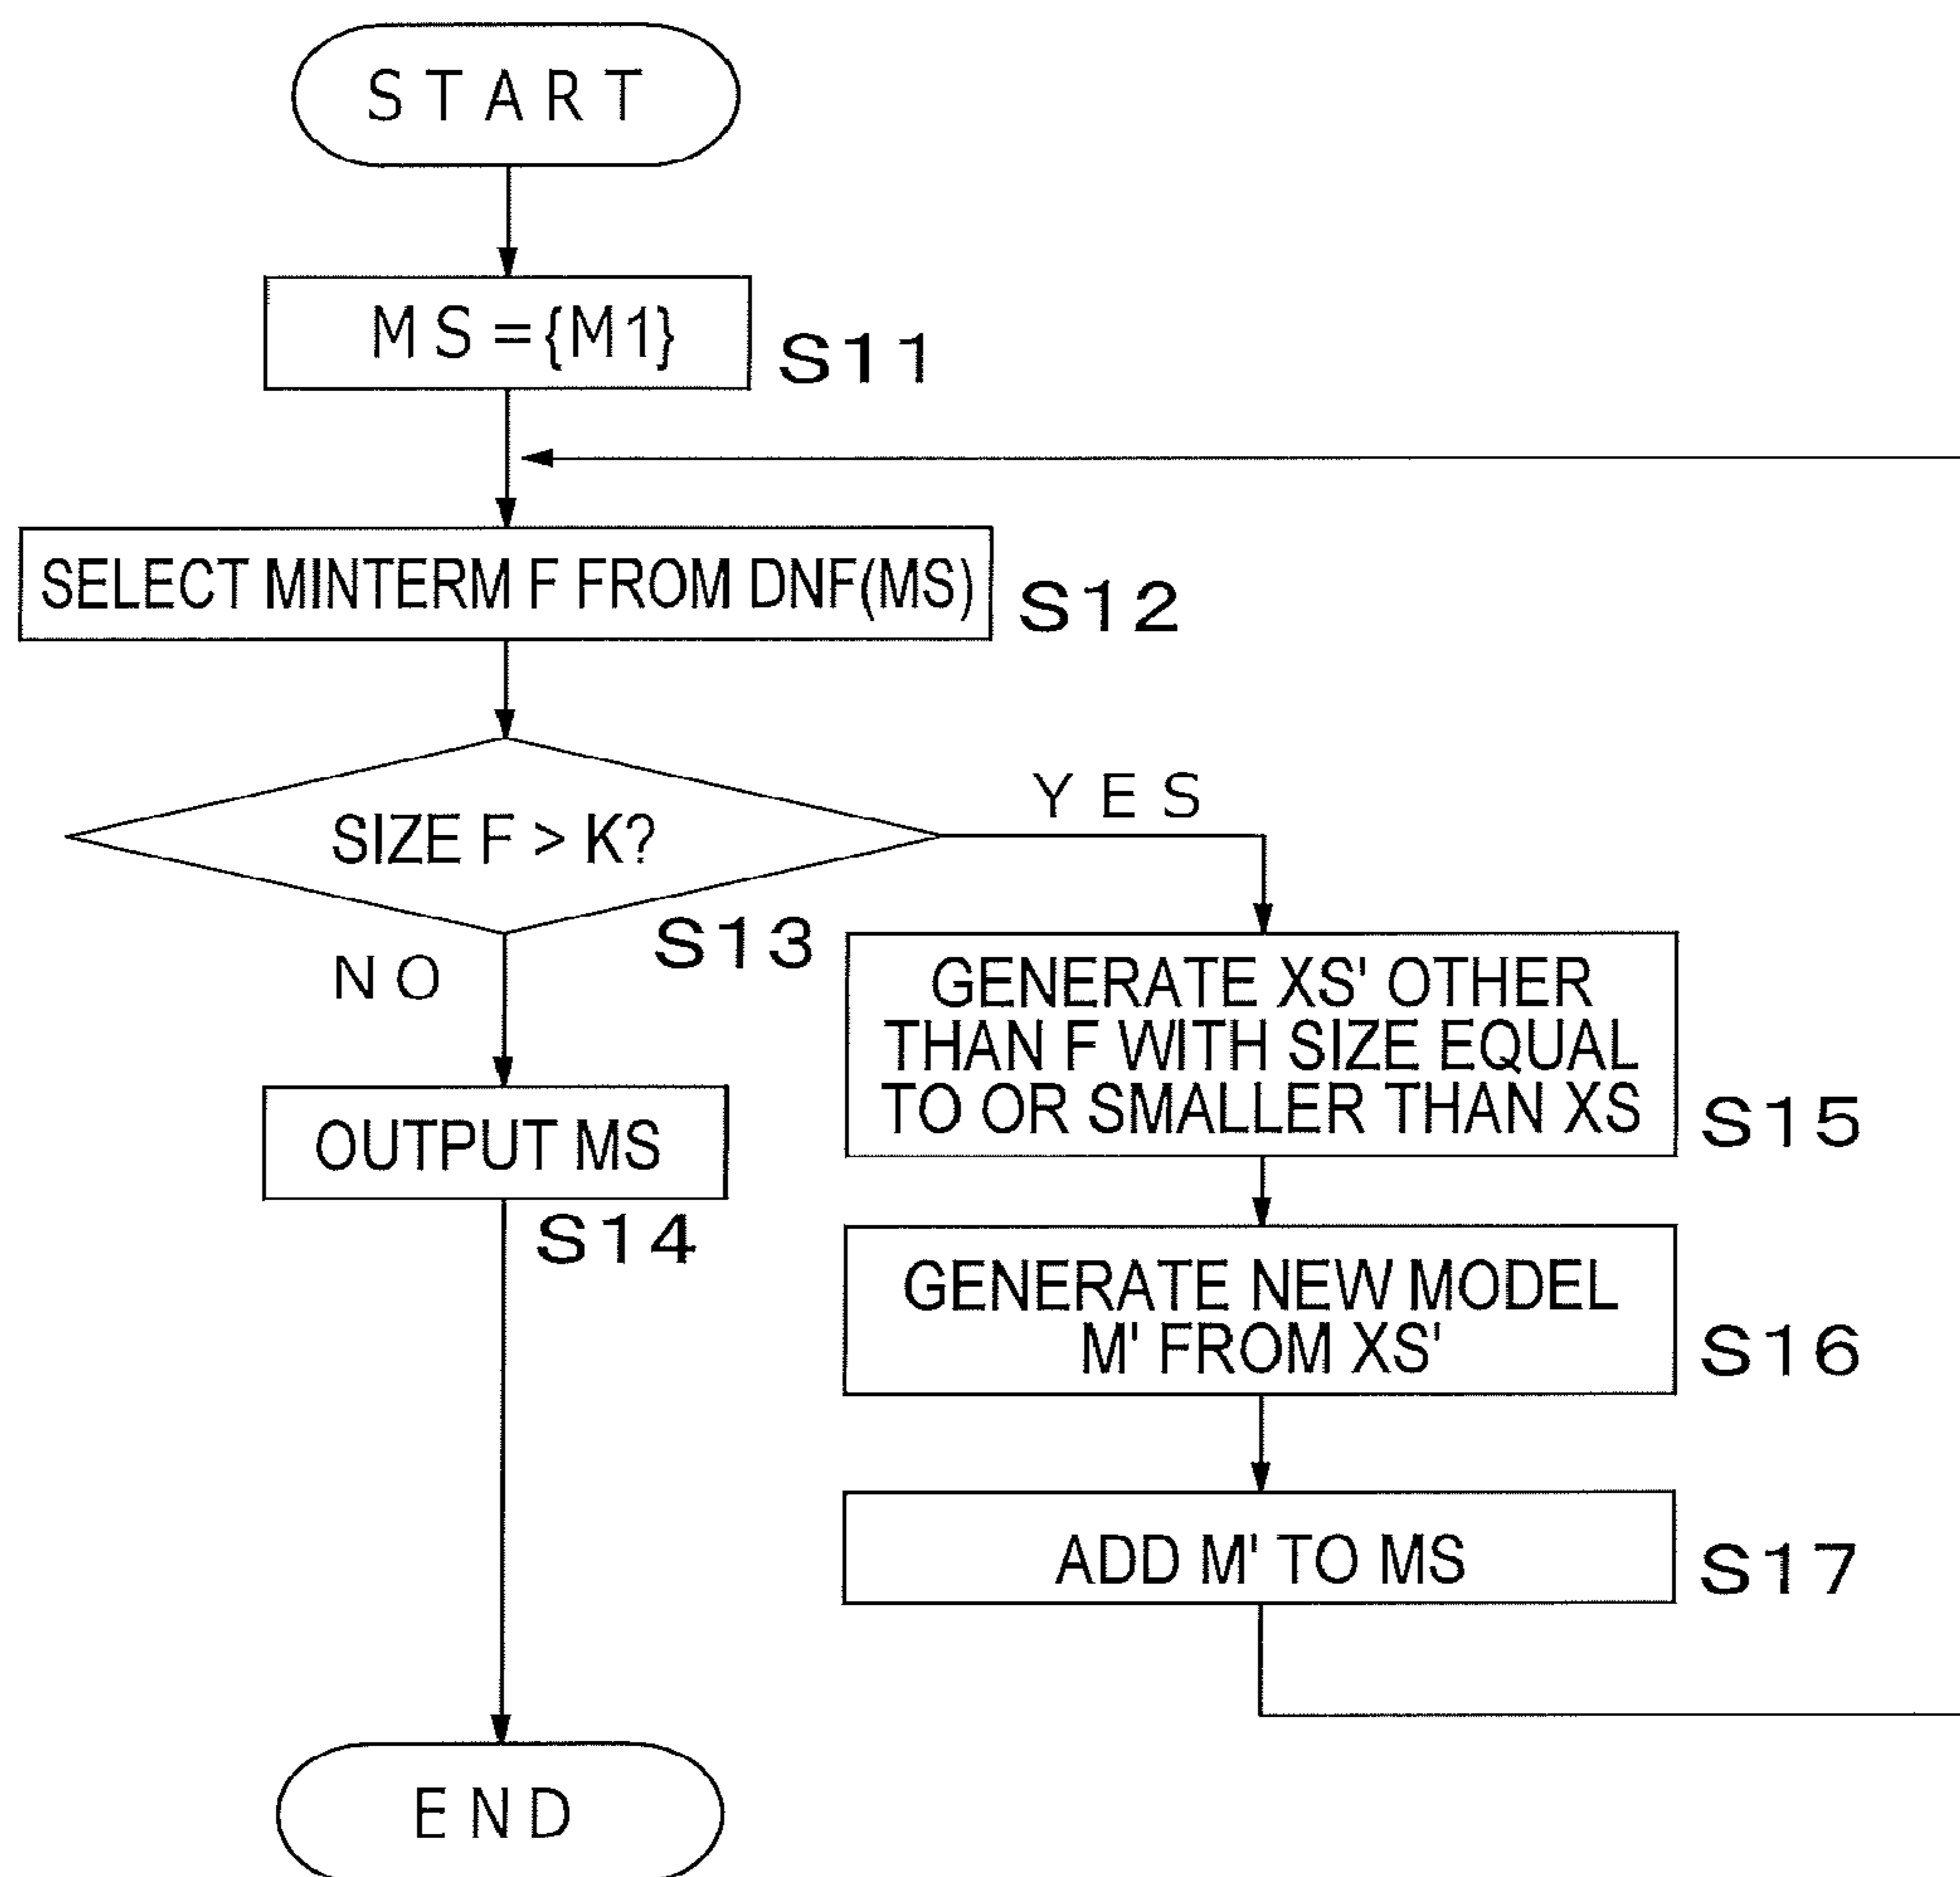 START
MS={M1}
S11
SELECT MINTERM F FROM DNF(MS)
S12
SIZE F > K?
S13
YES
NO
OUTPUT MS
S14
GENERATE XS' OTHER
THAN F WITH SIZE EQUAL
TO OR SMALLER THAN XS
S15
GENERATE NEW MODEL
M' FROM XS'
S16
ADD M' TO MS
S17
END